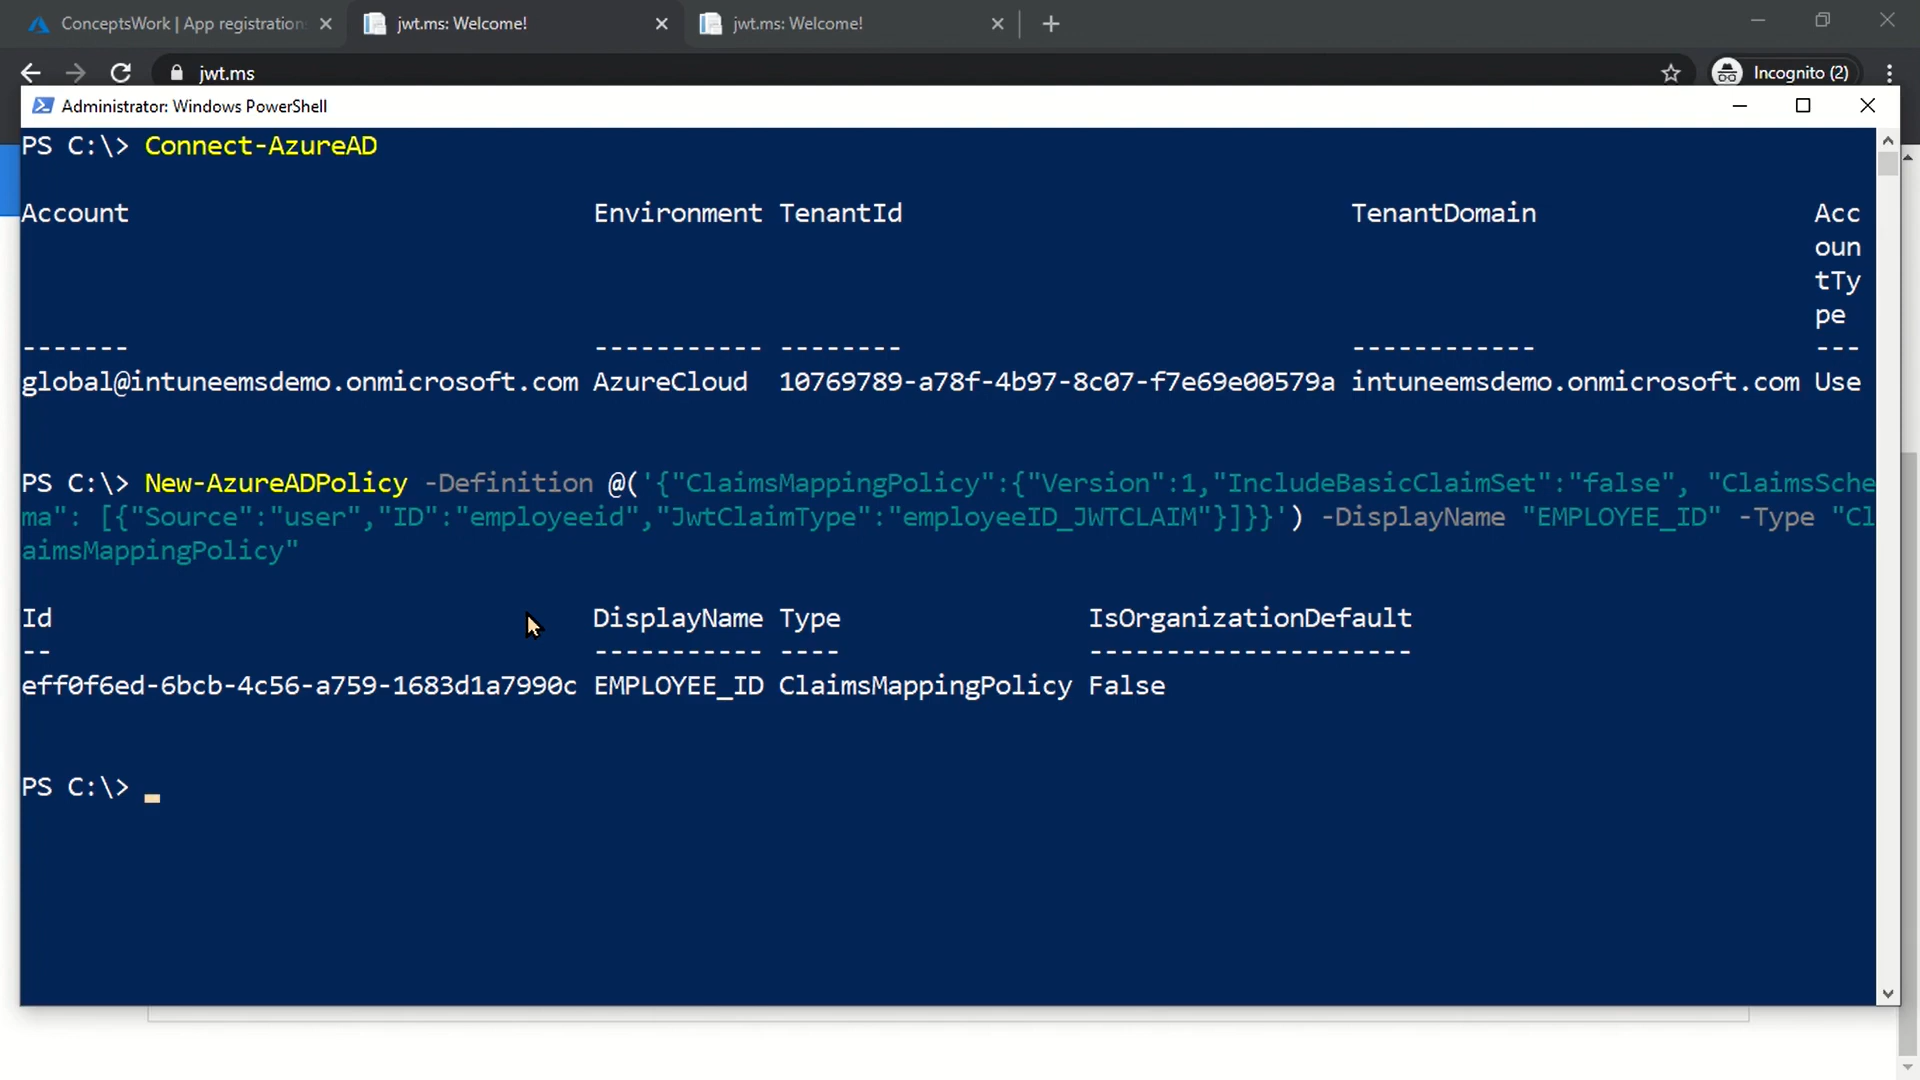 ConceptsWork | App registration
jwt.ms: Welcome!
jwt.ms: Welcome!
jwt.ms
Incognito (2)
Administrator: Windows PowerShell
PS C:\> Connect-AzureAD
Account Environment TenantId TenantDomain Acc
oun
tTy
pe
------- ----------- -------- ------------ ---
global@intuneemsdemo.onmicrosoft.com AzureCloud 10769789-a78f-4b97-8c07-f7e69e00579a intuneemsdemo.onmicrosoft.com Use
PS C:\> New-AzureADPolicy -Definition @('{"ClaimsMappingPolicy":{"Version":1,"IncludeBasicClaimSet":"false", "ClaimsSche
ma": [{"Source":"user","ID":"employeeid","JwtClaimType":"employeeID_JWTCLAIM"}]}}') -DisplayName "EMPLOYEE_ID" -Type "Cl
aimsMappingPolicy"
Id DisplayName Type IsOrganizationDefault
-- ----------- ---- ---------------------
eff0f6ed-6bcb-4c56-a759-1683d1a7990c EMPLOYEE_ID ClaimsMappingPolicy False
PS C:\>